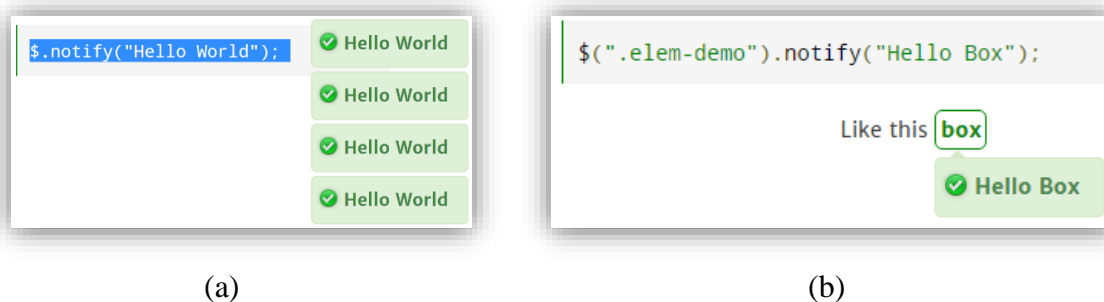 $.notify("Hello World");
Hello World
Hello World
Hello World
Hello World
(a)
$(".elem-demo").notify("Hello Box");
Like this box
Hello Box
(b)